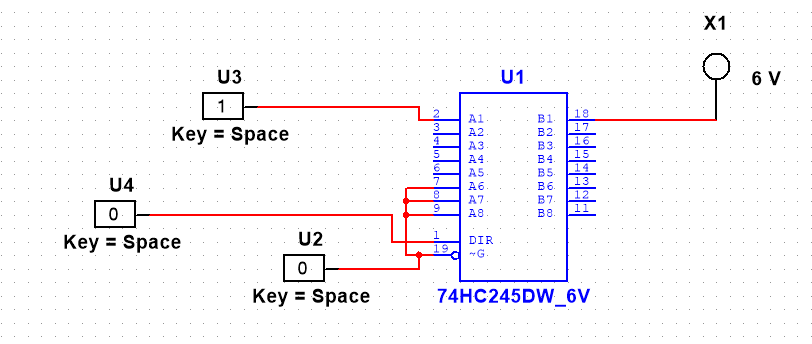 X1
6 V
U3
1
Key = Space
U1
2 A1 B1 18
3 A2 B2 17
4 A3 B3 16
5 A4 B4 15
6 A5 B5 14
7 A6 B6 13
8 A7 B7 12
9 A8 B8 11
1 DIR
19 ~G
74HC245DW_6V
U4
0
Key = Space
U2
0
Key = Space